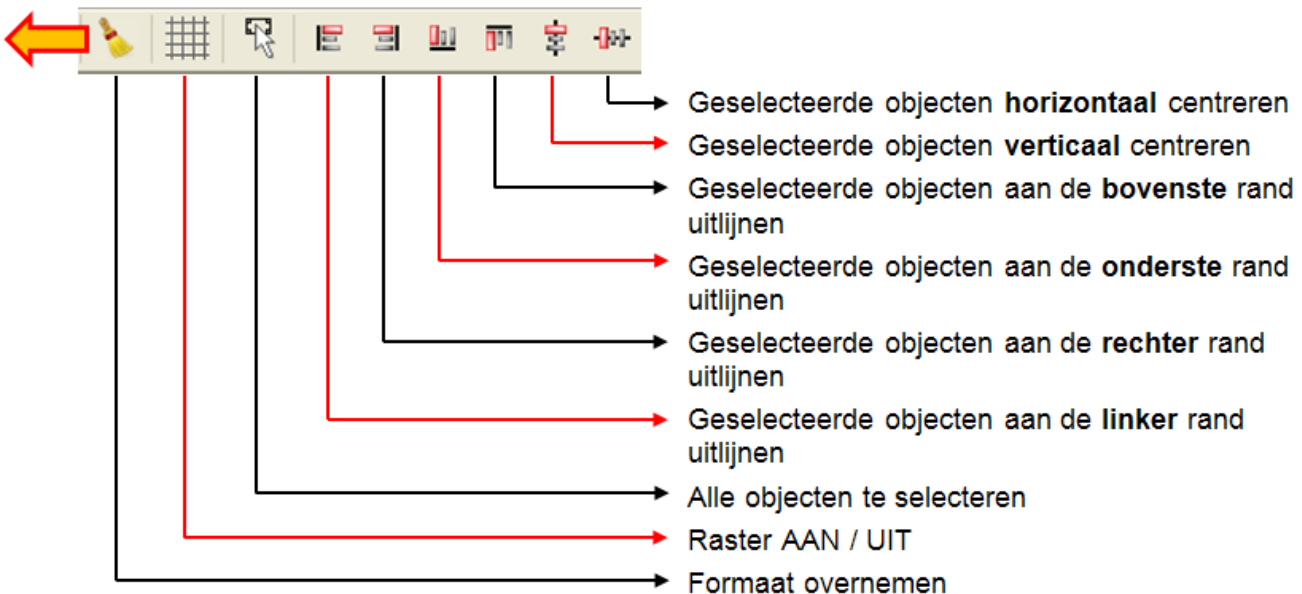 Geselecteerde objecten horizontaal centreren
Geselecteerde objecten verticaal centreren
Geselecteerde objecten aan de bovenste rand
uitlijnen
Geselecteerde objecten aan de onderste rand
uitlijnen
Geselecteerde objecten aan de rechter rand
uitlijnen
Geselecteerde objecten aan de linker rand
uitlijnen
Alle objecten te selecteren
Raster AAN / UIT
Formaat overnemen